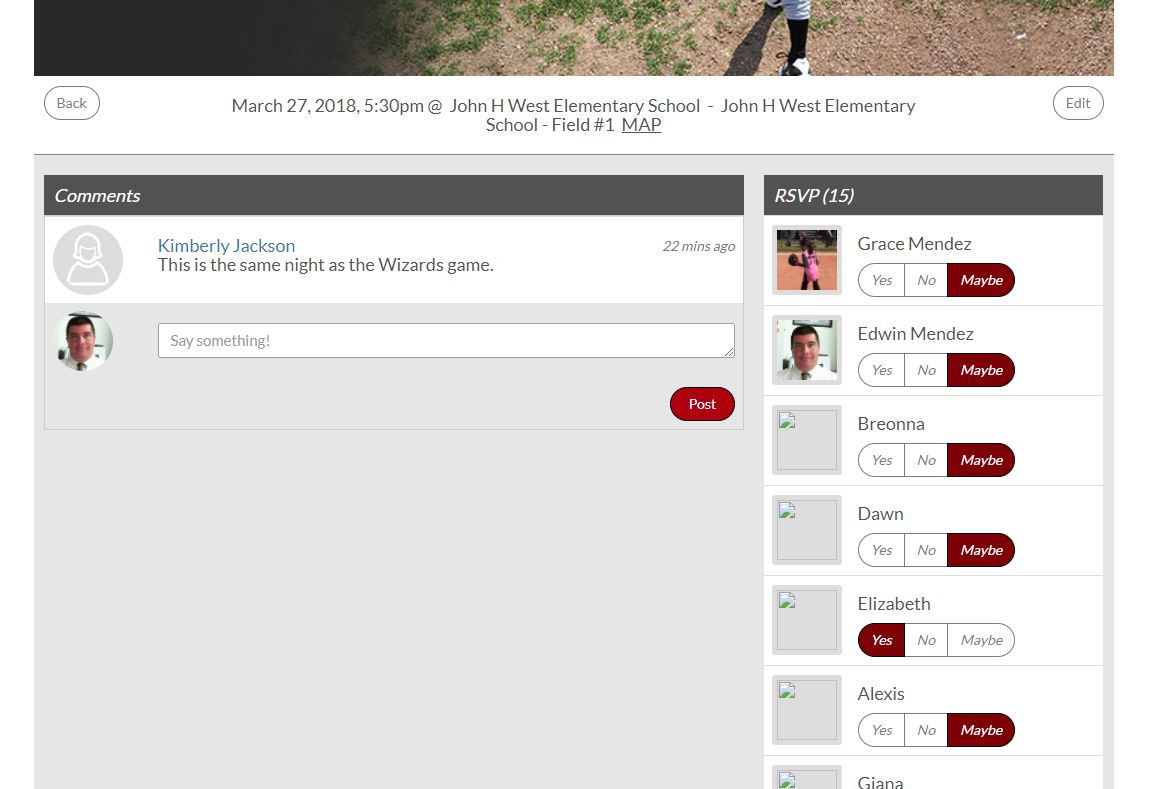 Back
March 27, 2018, 5:30pm @ John H West Elementary School - John H West Elementary
School - Field #1 MAP
Edit
Comments
Kimberly Jackson
22 mins ago
This is the same night as the Wizards game.
Say something!
Post
RSVP (15)
Grace Mendez
Yes No Maybe
Edwin Mendez
Yes No Maybe
Breonna
Yes No Maybe
Dawn
Yes No Maybe
Elizabeth
Yes No Maybe
Alexis
Yes No Maybe
Giana